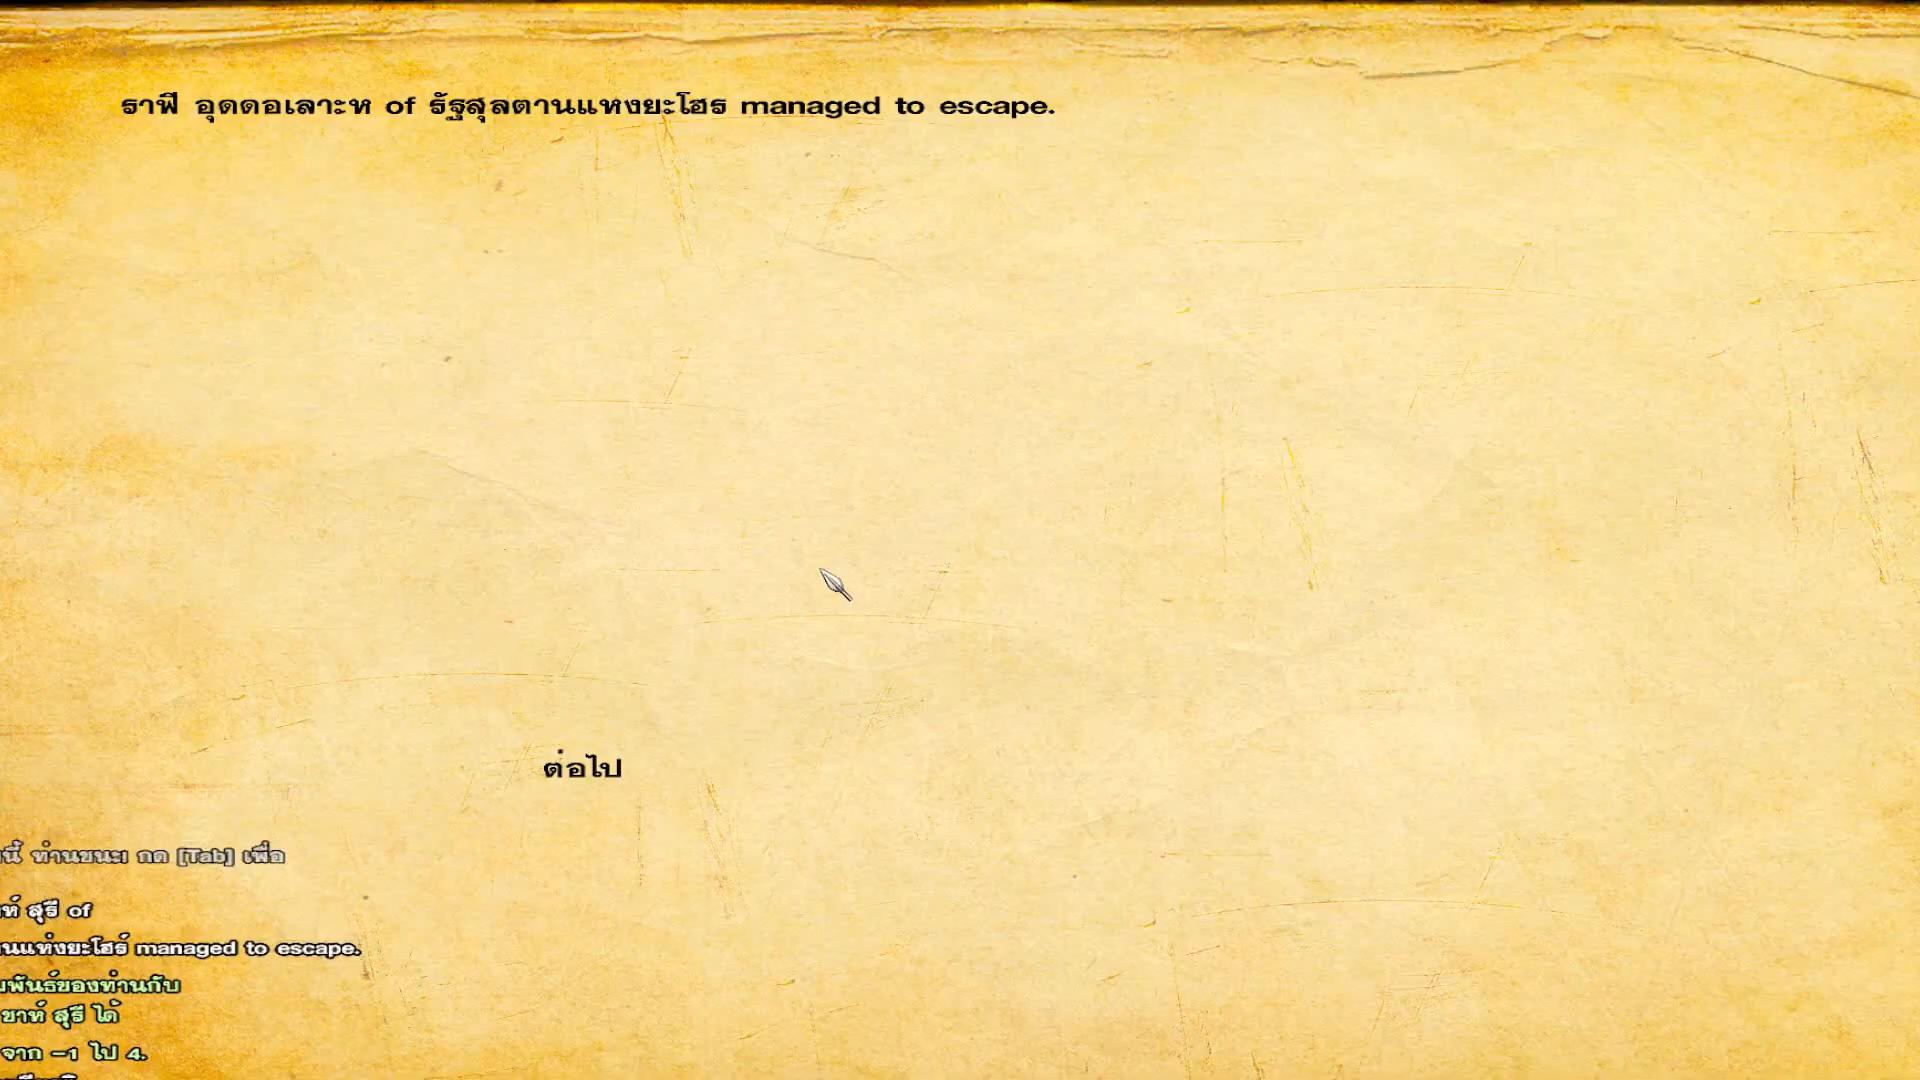 ราฟี อุดดอเลาะห of รัฐสุลตานแหงยะโฮร managed to escape.
ต่อไป
นี้ ท่านชนะ! กด [Tab] เพื่อ
ห์ สุรี of
นแห่งยะโฮร์ managed to escape.
มพันธ์ของท่านกับ
ชาห์ สุรี ได้
จาก -1 ไป 4.